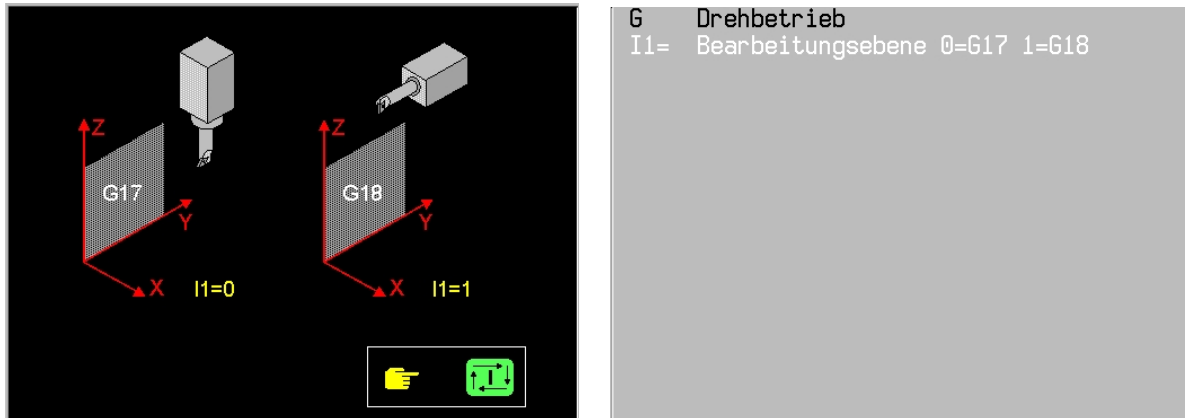 Z
G17
Y
X
I1=0
Z
G18
Y
X
I1=1
I
G Drehbetrieb
I1= Bearbeitungsebene 0=G17 1=G18